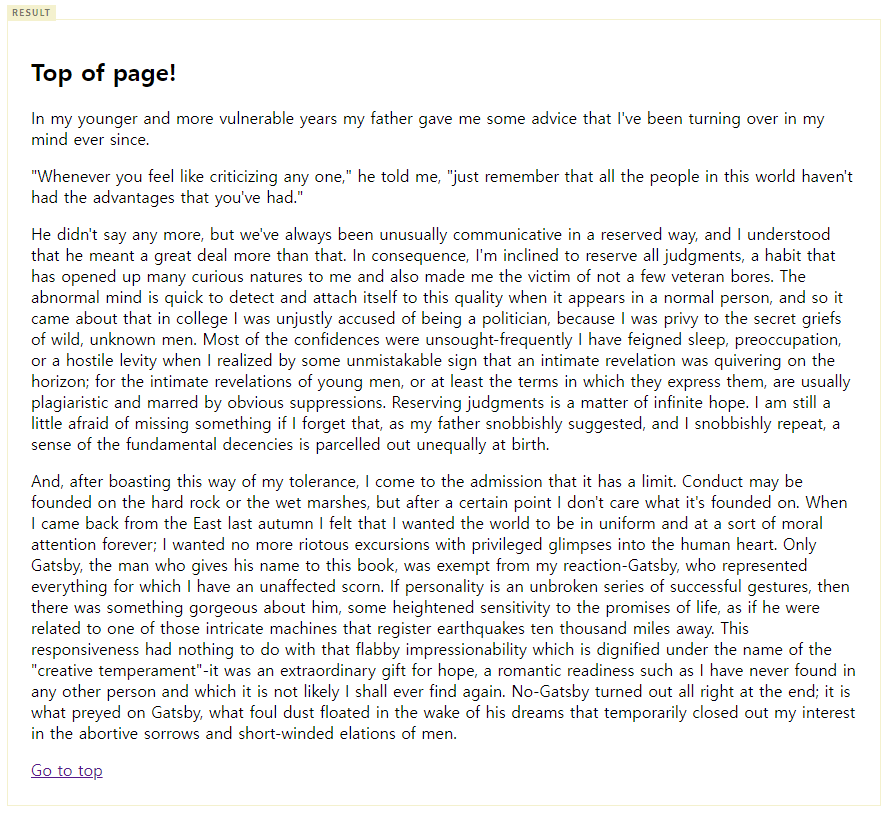 RESULT
Top of page!
In my younger and more vulnerable years my father gave me some advice that I've been turning over in my
mind ever since.
"Whenever you feel like criticizing any one," he told me, "just remember that all the people in this world haven't
had the advantages that you've had."
He didn't say any more, but we've always been unusually communicative in a reserved way, and I understood
that he meant a great deal more than that. In consequence, I'm inclined to reserve all judgments, a habit that
has opened up many curious natures to me and also made me the victim of not a few veteran bores. The
abnormal mind is quick to detect and attach itself to this quality when it appears in a normal person, and so it
came about that in college I was unjustly accused of being a politician, because I was privy to the secret griefs
of wild, unknown men. Most of the confidences were unsought-frequently I have feigned sleep, preoccupation,
or a hostile levity when I realized by some unmistakable sign that an intimate revelation was quivering on the
horizon; for the intimate revelations of young men, or at least the terms in which they express them, are usually
plagiaristic and marred by obvious suppressions. Reserving judgments is a matter of infinite hope. I am still a
little afraid of missing something if I forget that, as my father snobbishly suggested, and I snobbishly repeat, a
sense of the fundamental decencies is parcelled out unequally at birth.
And, after boasting this way of my tolerance, I come to the admission that it has a limit. Conduct may be
founded on the hard rock or the wet marshes, but after a certain point I don't care what it's founded on. When
I came back from the East last autumn I felt that I wanted the world to be in uniform and at a sort of moral
attention forever; I wanted no more riotous excursions with privileged glimpses into the human heart. Only
Gatsby, the man who gives his name to this book, was exempt from my reaction-Gatsby, who represented
everything for which I have an unaffected scorn. If personality is an unbroken series of successful gestures, then
there was something gorgeous about him, some heightened sensitivity to the promises of life, as if he were
related to one of those intricate machines that register earthquakes ten thousand miles away. This
responsiveness had nothing to do with that flabby impressionability which is dignified under the name of the
"creative temperament"-it was an extraordinary gift for hope, a romantic readiness such as I have never found in
any other person and which it is not likely I shall ever find again. No-Gatsby turned out all right at the end; it is
what preyed on Gatsby, what foul dust floated in the wake of his dreams that temporarily closed out my interest
in the abortive sorrows and short-winded elations of men.
Go to top